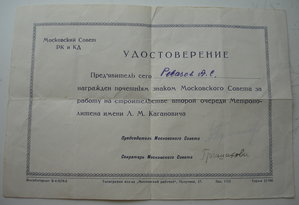 Московский Совет
РК и КД
УДОСТОВЕРЕНИЕ
Предъявитель сего
награжден почетным знаком Московского Совета за
работу на строительстве второй очереди Метропо-
литена имени Л. М. Кагановича
Председатель Московского Совета
Секретарь Московского Совета